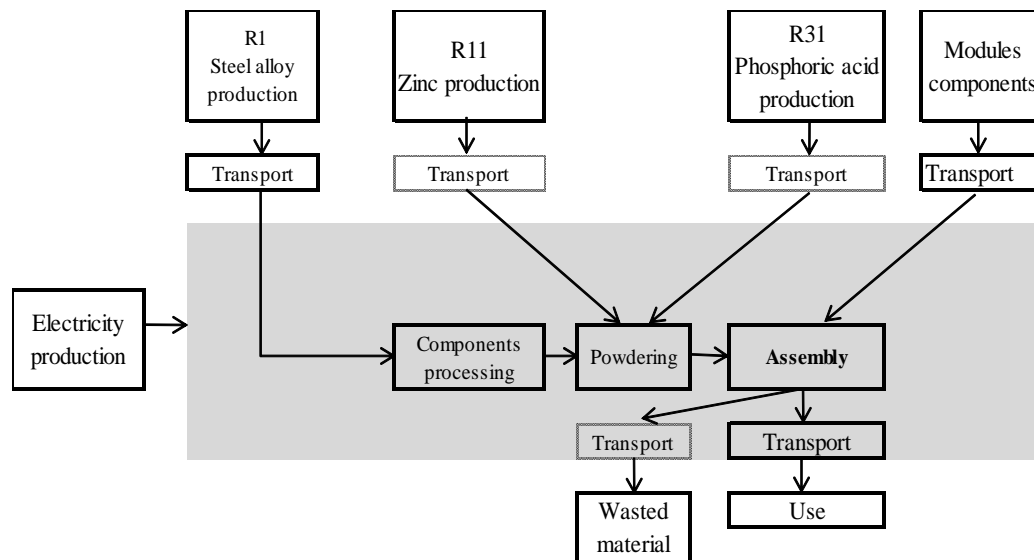 R1
Steel alloy
production
R11
Zinc production
R31
Phosphoric acid
production
Modules
components
Transport
Transport
Transport
Transport
Electricity
production
Components
processing
Powdering
Assembly
Transport
Transport
Wasted
material
Use